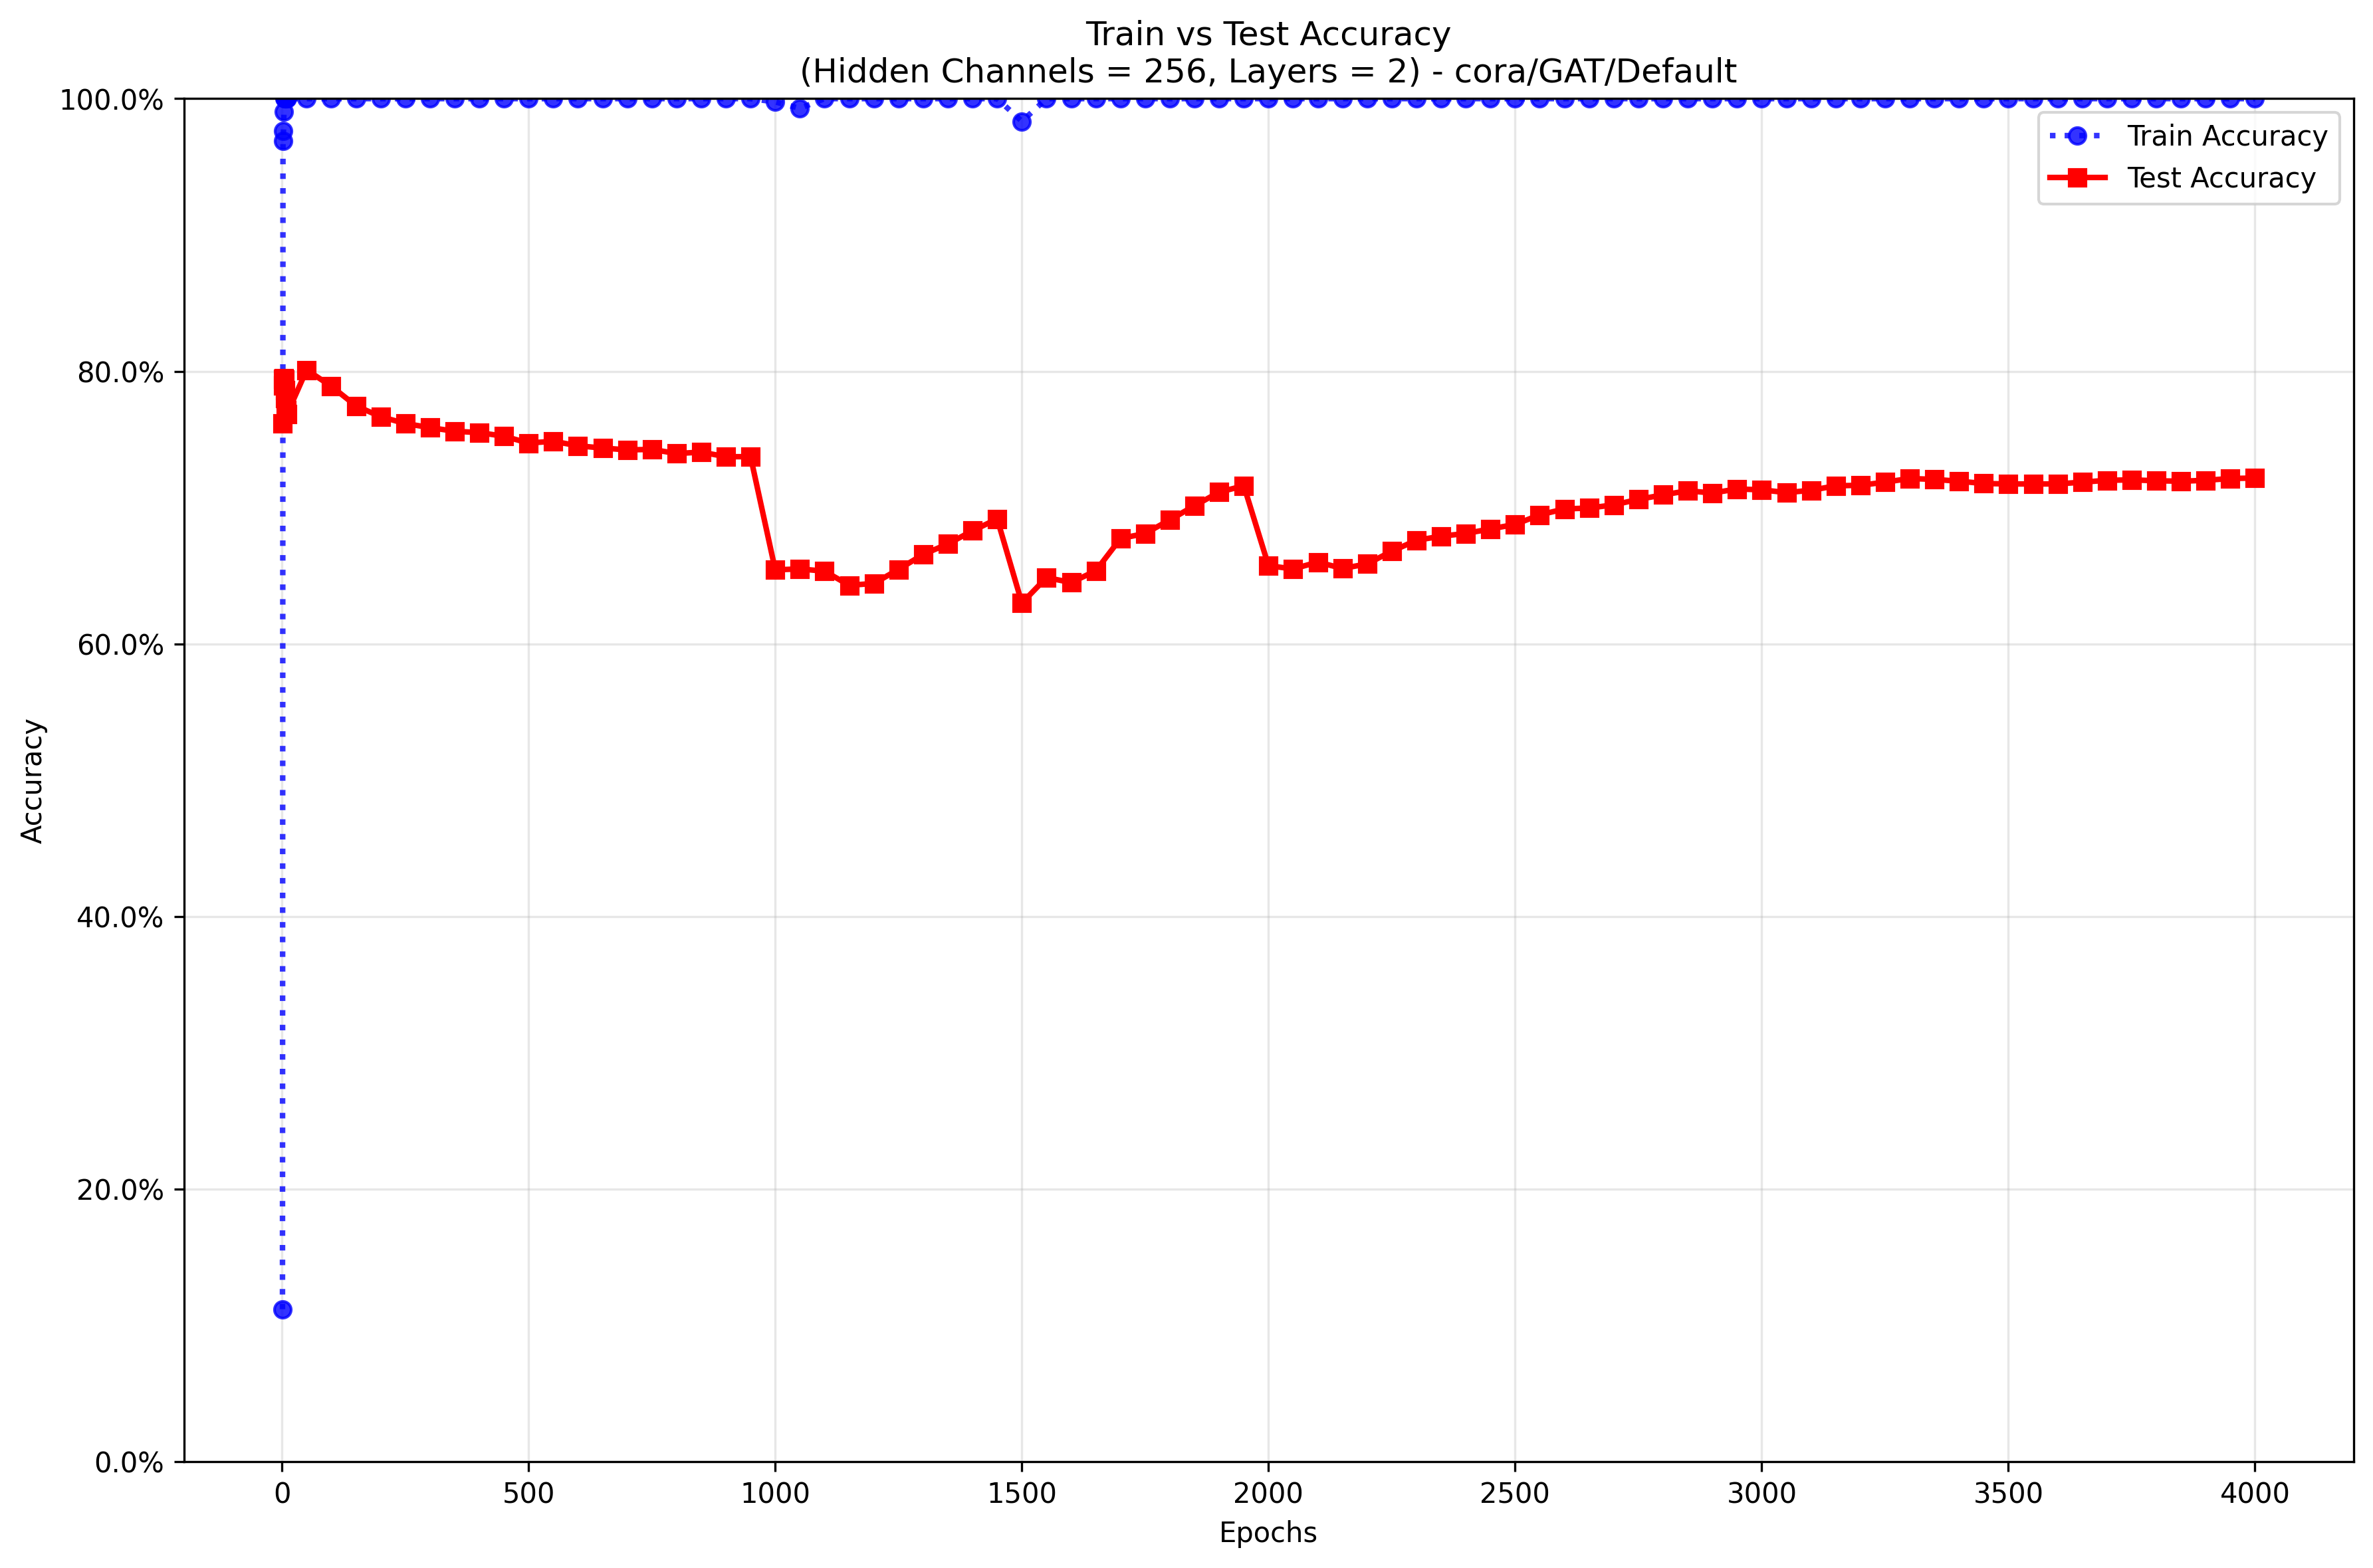 Train vs Test Accuracy
(Hidden Channels = 256, Layers = 2) - cora/GAT/Default
100.0%
80.0%
60.0%
40.0%
20.0%
0.0%
Accuracy
Train Accuracy
Test Accuracy
0
500
1000
1500
2000
2500
3000
3500
4000
Epochs